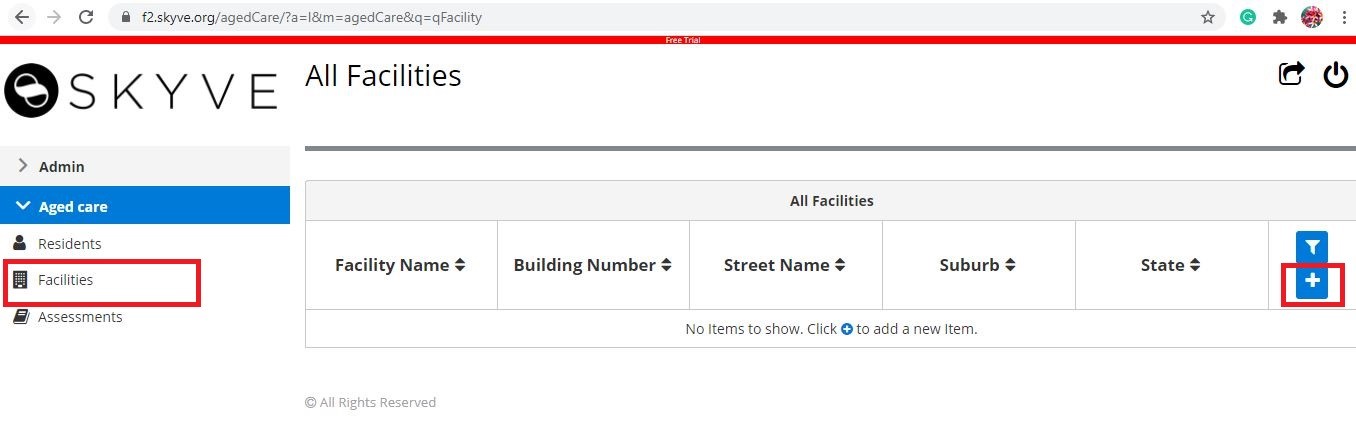 f2.skyve.org/agedCare/?a=l&m=agedCare&q=qFacility
Free Trial
SKYVE
All Facilities
Admin
Aged care
Residents
Facilities
Assessments
All Facilities
Facility Name Building Number Street Name Suburb State
No Items to show. Click to add a new Item.
© All Rights Reserved